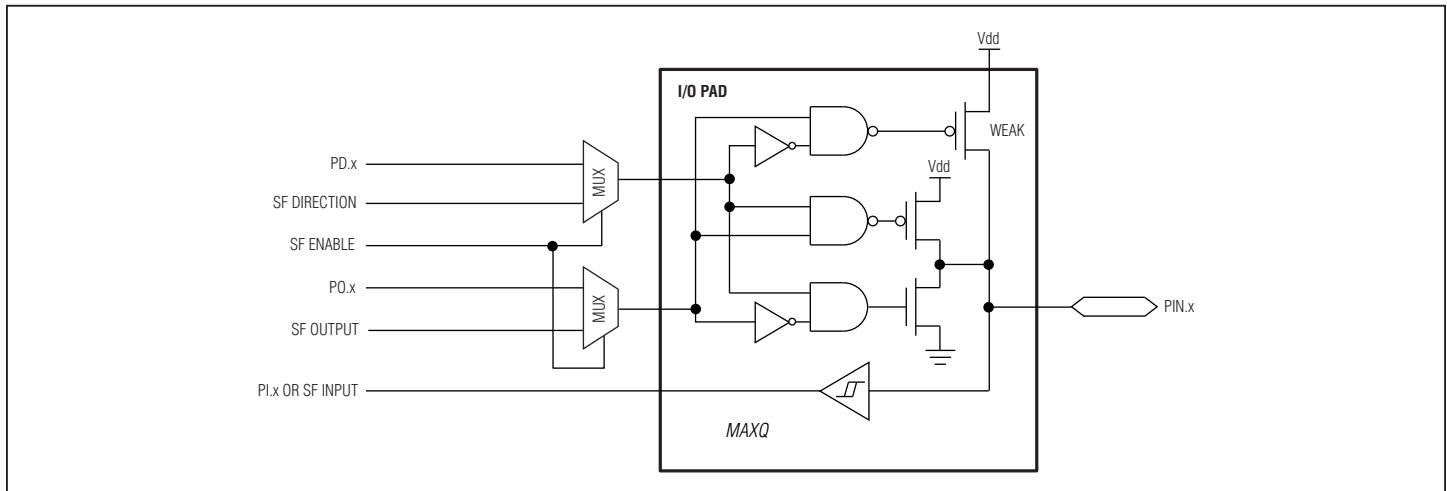 Vdd
I/O PAD
WEAK
PD.x
MUX
Vdd
SF DIRECTION
SF ENABLE
PO.x
MUX
PIN.x
SF OUTPUT
PI.x OR SF INPUT
MAXQ